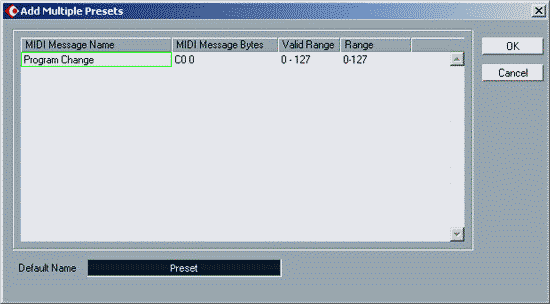 Add Multiple Presets
MIDI Message Name MIDI Message Bytes Valid Range Range
Program Change C0 0 0 - 127 0-127
OK
Cancel
Default Name Preset